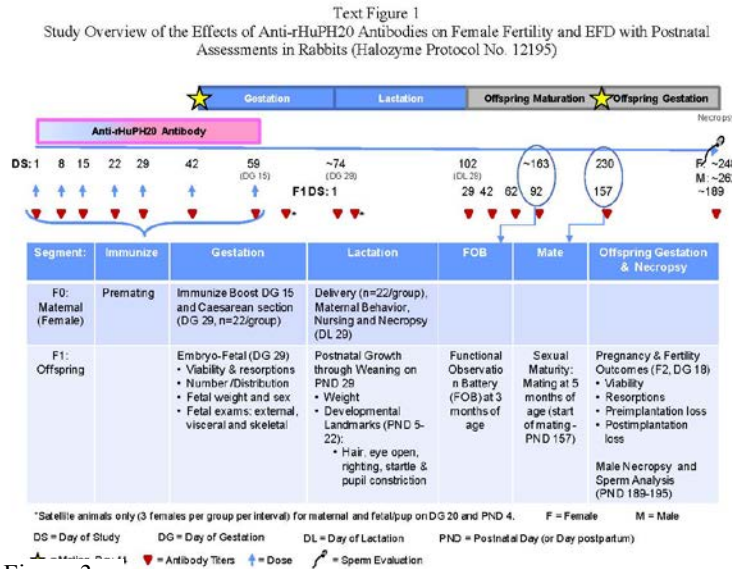 Text Figure 1
Study Overview of the Effects of Anti-rHuPH20 Antibodies on Female Fertility and EFD with Postnatal
Assessments in Rabbits (Halozyme Protocol No. 12195)
Gestation Lactation Offspring Maturation Offspring Gestation
Necropsy
Anti-rHuPH20 Antibody
DS: 1 8 15 22 29 42 59 ~74 102 ~163 230 F: ~248
(DG 15) (DG 29) (DL 29) M: ~262
F1DS: 1 29 42 62 92 157 ~189
* *
Segment: Immunize Gestation Lactation FOB Mate Offspring Gestation
& Necropsy
F0:
Maternal
(Female)
Premating
Immunize Boost DG 15
and Caesarean section
(DG 29, n=22/group)
Delivery (n=22/group),
Maternal Behavior,
Nursing and Necropsy
(DL 29)
F1:
Offspring
Embryo-Fetal (DG 29)
• Viability & resorptions
• Number /Distribution
• Fetal weight and sex
• Fetal exams: external,
visceral and skeletal
Postnatal Growth
through Weaning on
PND 29
• Weight
• Developmental
Landmarks (PND 5-
22):
• Hair, eye open,
righting, startle &
pupil constriction
Functional
Observatio
n Battery
(FOB) at 3
months of
age
Sexual
Maturity:
Mating at 5
months of
age (start
of mating-
PND 157)
Pregnancy & Fertility
Outcomes (F2, DG 18)
• Viability
• Resorptions
• Preimplantation loss
• Postimplantation
loss
Male Necropsy and
Sperm Analysis
(PND 189-195)
*Satellite animals only (3 females per group per interval) for maternal and fetal/pup on DG 20 and PND 4. F = Female M = Male
DS = Day of Study DG = Day of Gestation DL = Day of Lactation PND = Postnatal Day (or Day postpartum)
= Antibody Titers = Dose = Sperm Evaluation